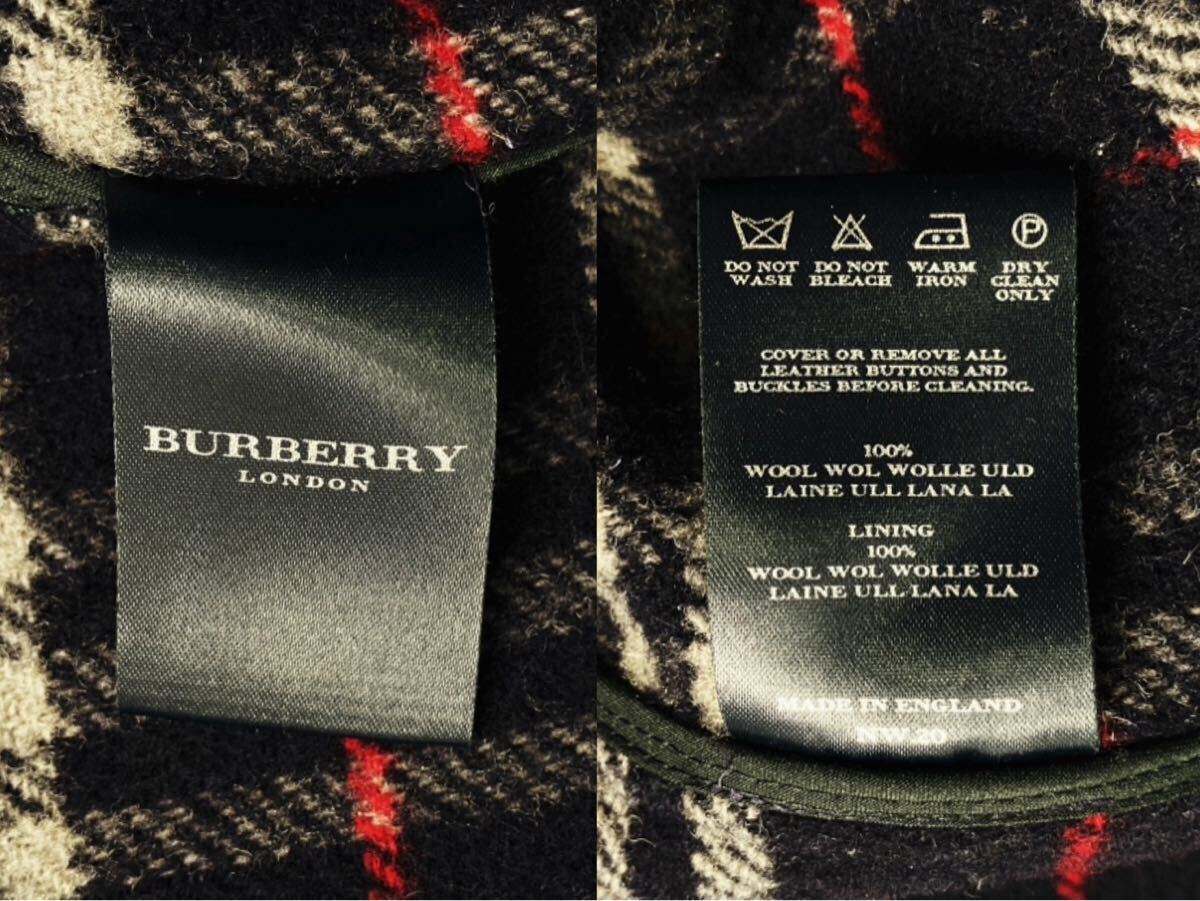 BURBERRY
LONDON
P
DO NOT WASH
DO NOT BLEACH
WARM IRON
DRY CLEAN ONLY
COVER OR REMOVE ALL
LEATHER BUTTONS AND
BUCKLES BEFORE CLEANING.
100%
WOOL WOL WOLLE ULD
LAINE ULL LANA LA
LINING
100%
WOOL WOL WOLLE ULD
LAINE ULL LANA LA
MADE IN ENGLAND
NW.20